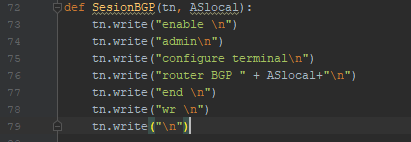 72 def SesionBGP(tn, ASlocal):
73 tn.write("enable \n")
74 tn.write("admin\n")
75 tn.write("configure terminal\n")
76 tn.write("router BGP " + ASlocal+"\n")
77 tn.write("end \n")
78 tn.write("wr \n")
79 tn.write("\n")